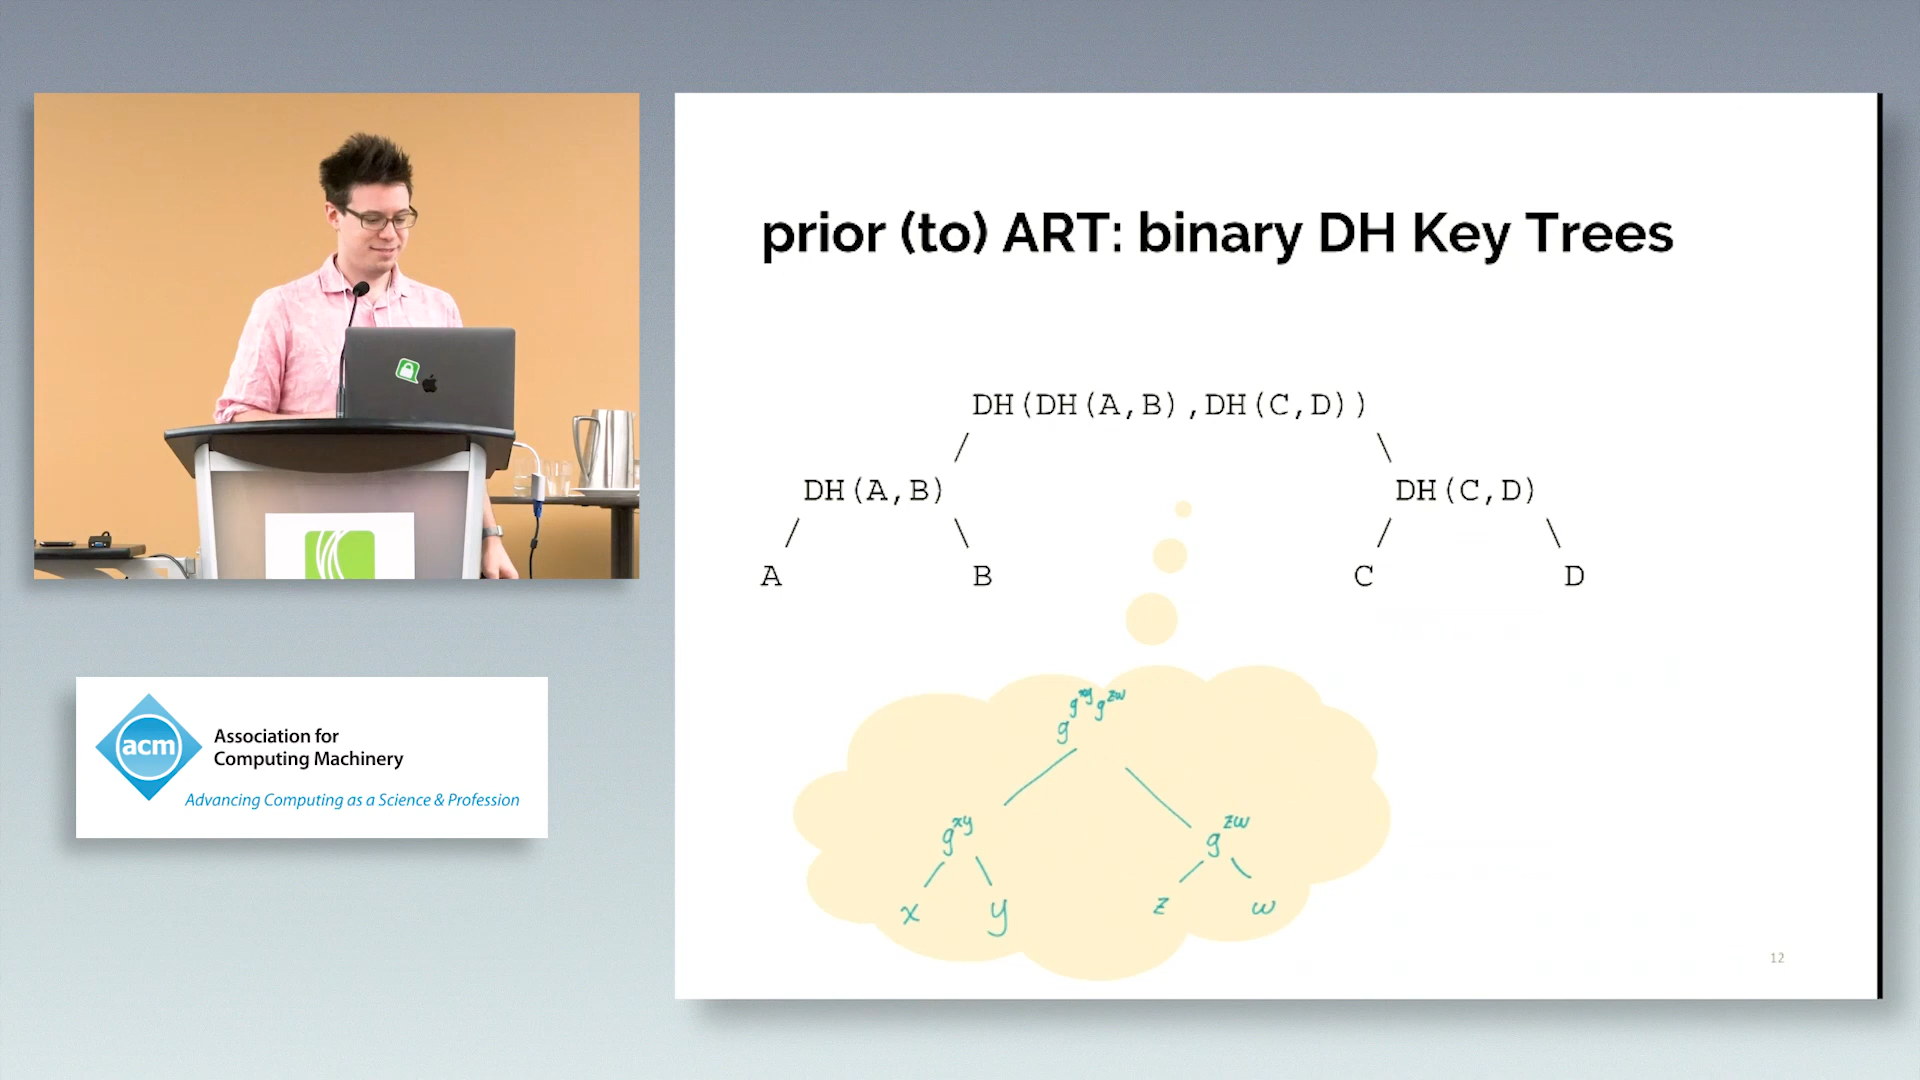 prior (to) ART: binary DH Key Trees
DH(DH(A,B),DH(C,D))
/ \
DH(A,B) DH(C,D)
/ \ / \
A B C D
g^g^xy g^zw
g^xy g^zw
x y z w
12
acm
Association for
Computing Machinery
Advancing Computing as a Science & Profession